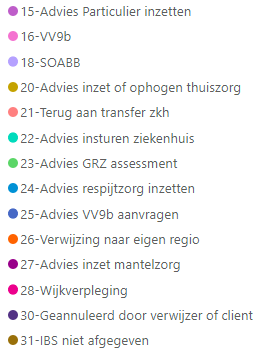 15-Advies Particulier inzetten
16-VV9b
18-SOABB
20-Advies inzet of ophogen thuiszorg
21-Terug aan transfer zkh
22-Advies insturen ziekenhuis
23-Advies GRZ assessment
24-Advies respijtzorg inzetten
25-Advies VV9b aanvragen
26-Verwijzing naar eigen regio
27-Advies inzet mantelzorg
28-Wijkverpleging
30-Geannuleerd door verwijzer of client
31-IBS niet afgegeven